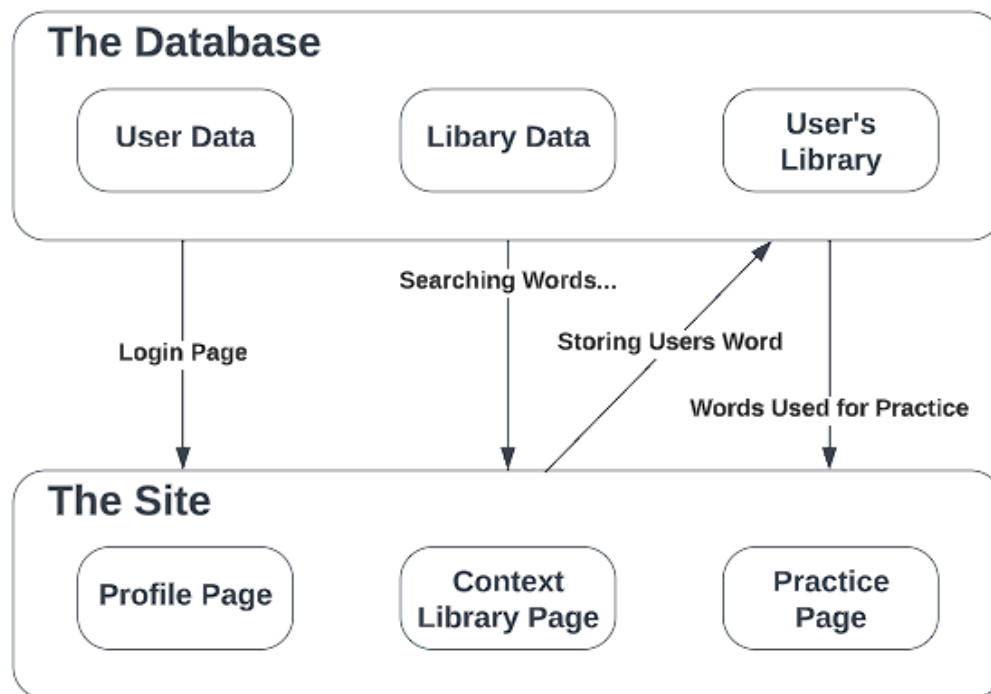 The Database
User Data
Libary Data
User's
Library
Searching Words...
Storing Users Word
Login Page
Words Used for Practice
The Site
Profile Page
Context
Library Page
Practice
Page